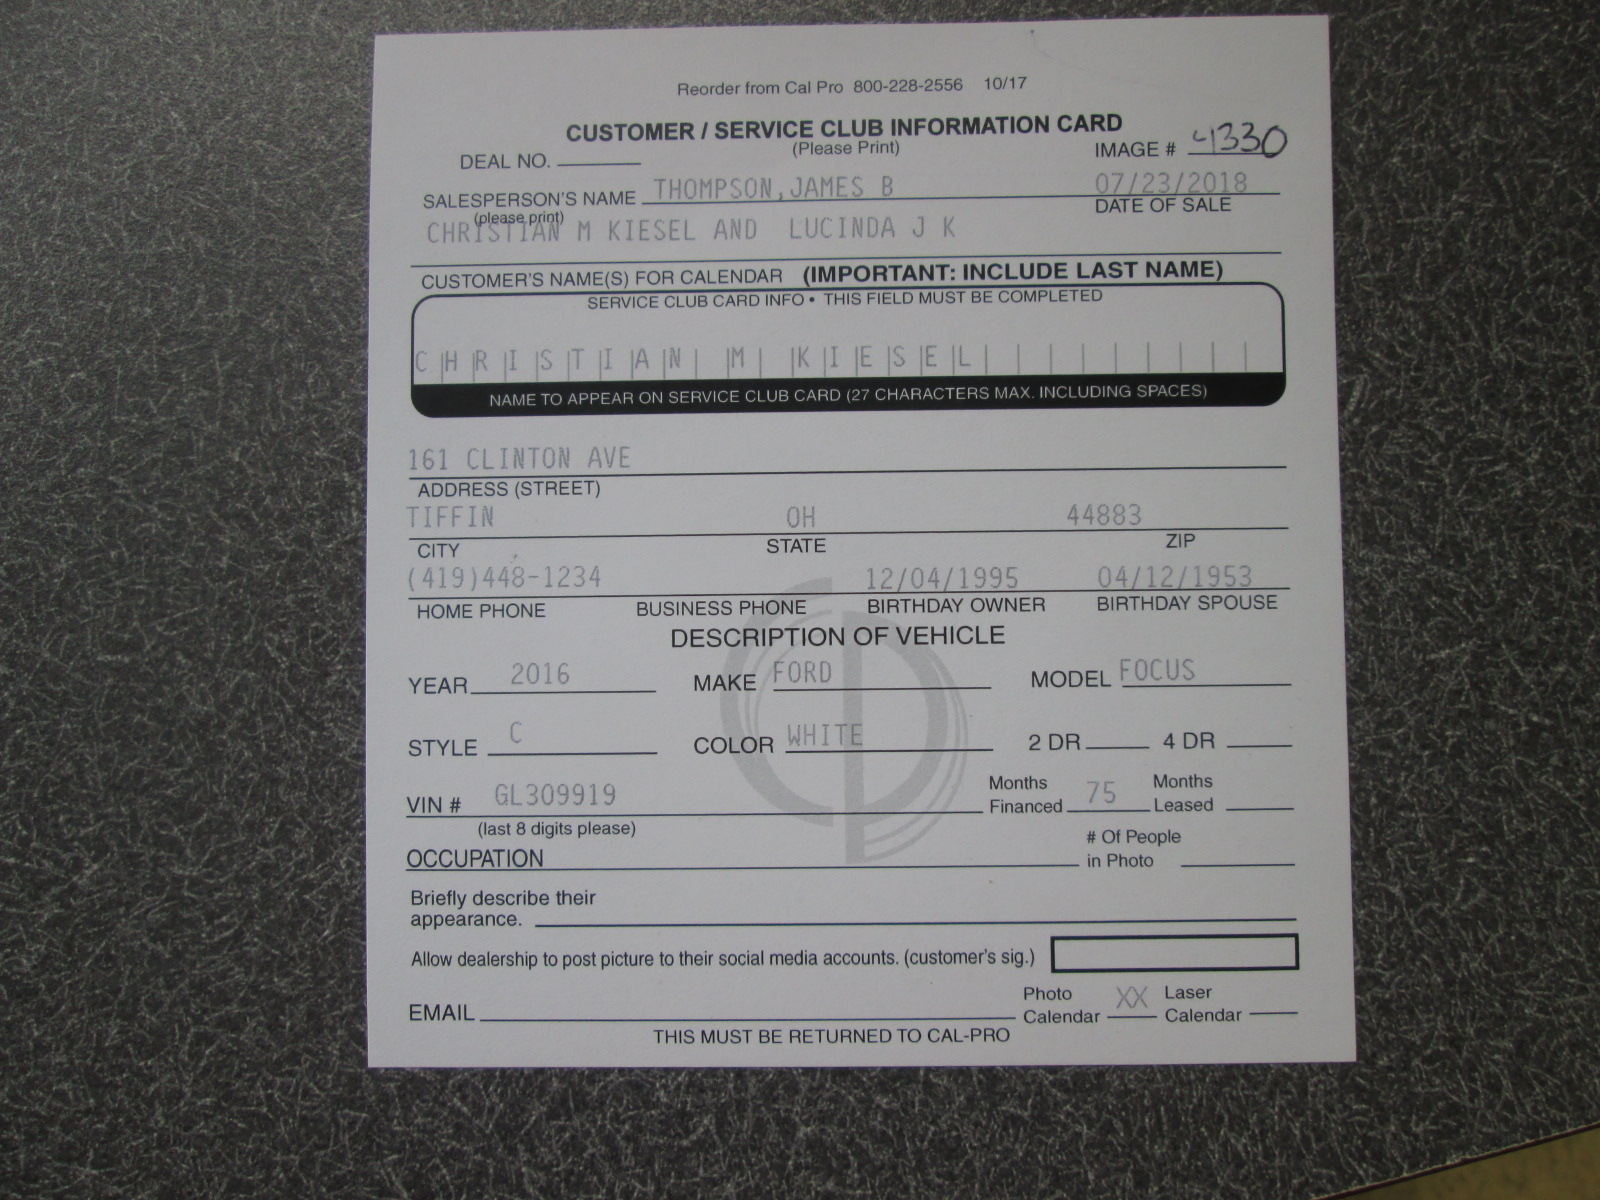 Reorder from Cal Pro 800-228-2556 10/17
CUSTOMER / SERVICE CLUB INFORMATION CARD
(Please Print)
DEAL NO. IMAGE # 4330
SALESPERSON'S NAME THOMPSON,JAMES B 07/23/2018
(please print) DATE OF SALE
CHRISTIAN M KIESEL AND LUCINDA J K
CUSTOMER'S NAME(S) FOR CALENDAR (IMPORTANT: INCLUDE LAST NAME)
SERVICE CLUB CARD INFO • THIS FIELD MUST BE COMPLETED
CHRISTIAN M KIESEL
NAME TO APPEAR ON SERVICE CLUB CARD (27 CHARACTERS MAX. INCLUDING SPACES)
161 CLINTON AVE
ADDRESS (STREET)
TIFFIN OH 44883
CITY STATE ZIP
(419)448-1234 12/04/1995 04/12/1953
HOME PHONE BUSINESS PHONE BIRTHDAY OWNER BIRTHDAY SPOUSE
DESCRIPTION OF VEHICLE
YEAR 2016 MAKE FORD MODEL FOCUS
STYLE C COLOR WHITE 2 DR 4 DR
VIN # GL309919 Months Financed 75 Months Leased
(last 8 digits please)
OCCUPATION # Of People in Photo
Briefly describe their
appearance.
Allow dealership to post picture to their social media accounts. (customer's sig.)
EMAIL Photo Calendar XX Laser Calendar
THIS MUST BE RETURNED TO CAL-PRO